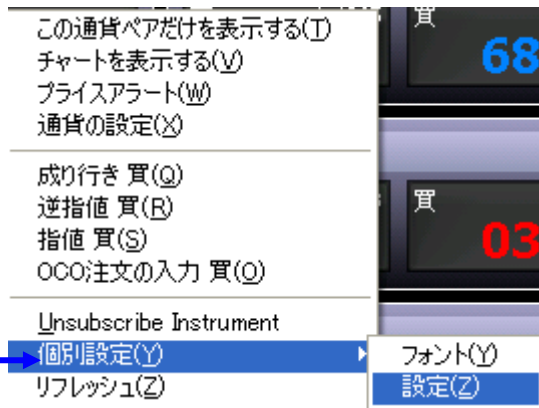 この通貨ペアだけを表示する(T)
チャートを表示する(V)
プライスアラート(W)
通貨の設定(X)
成り行き 買(Q)
逆指値 買(R)
指値 買(S)
OCO注文の入力 買(O)
Unsubscribe Instrument
個別設定(Y)
リフレッシュ(Z)
フォント(Y)
設定(Z)
買
68
買
03